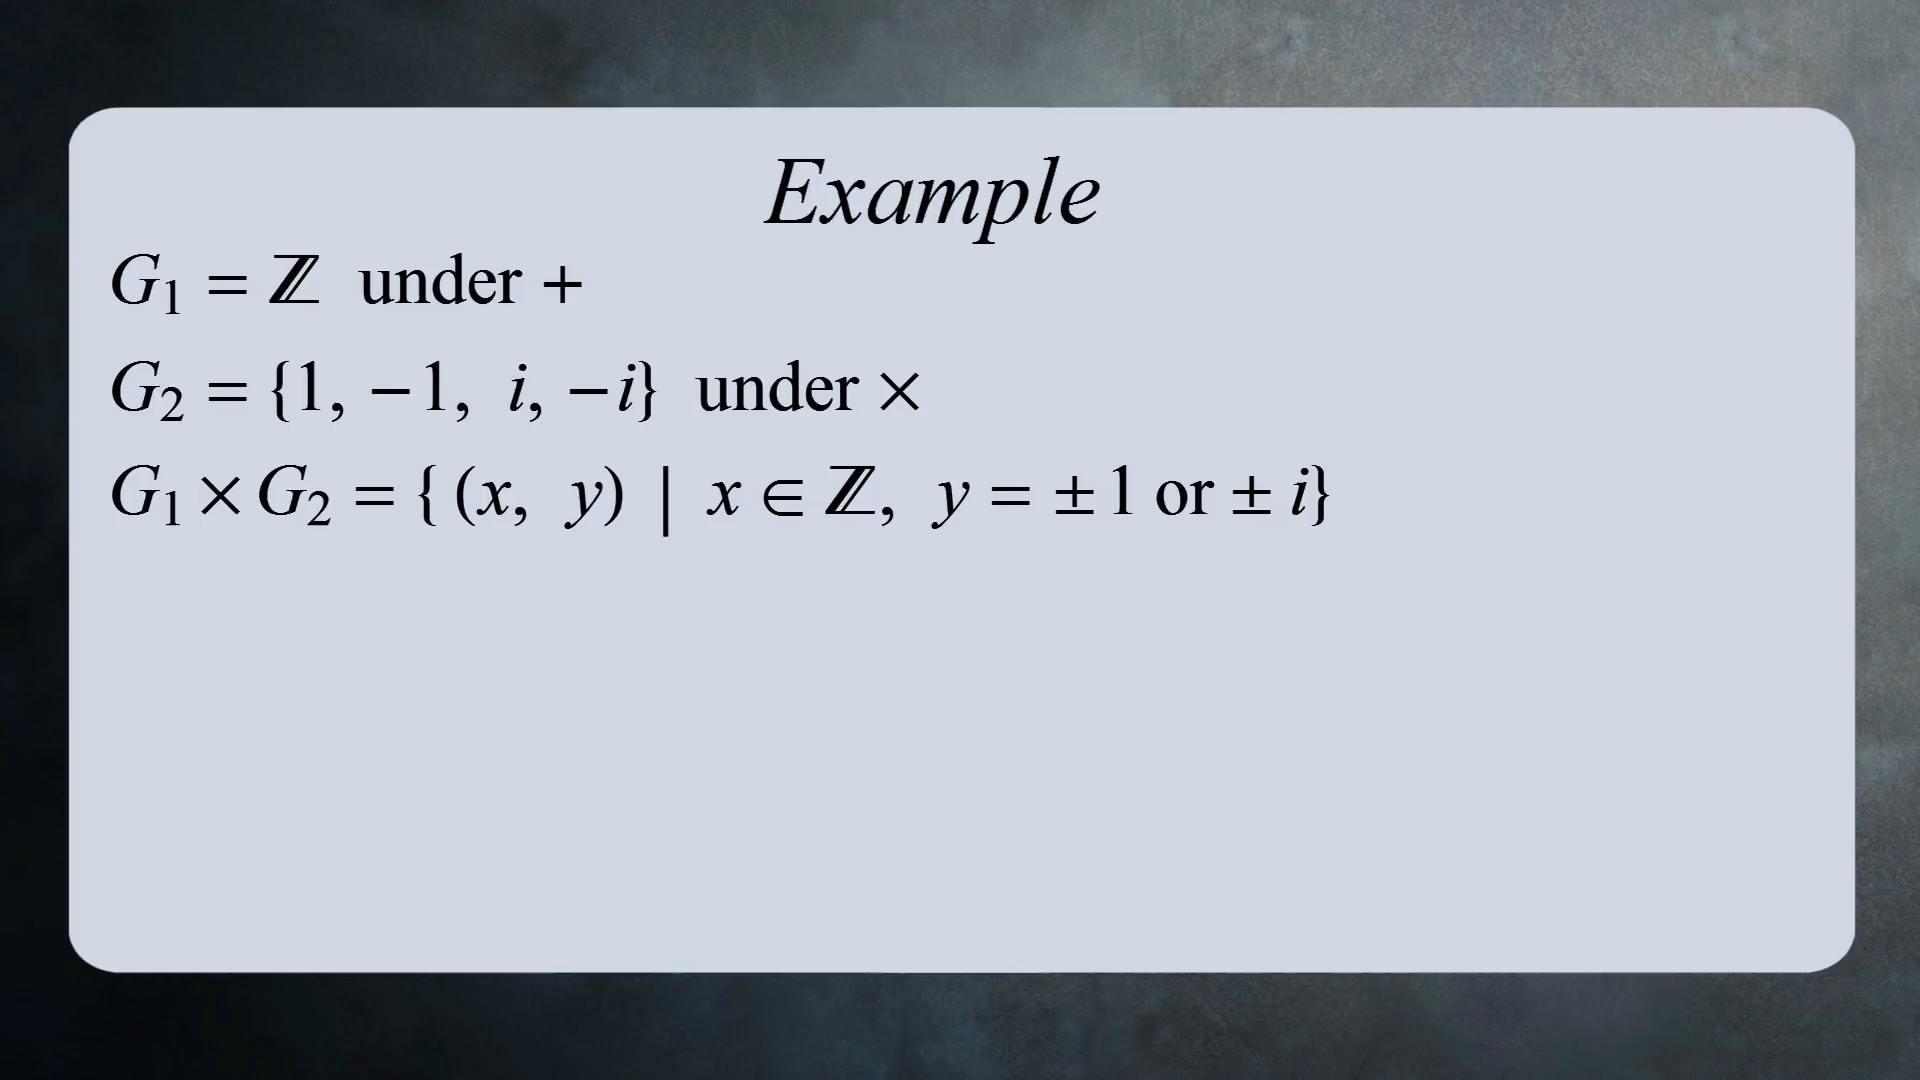 Example
G₁ = ℤ under +
G₂ = {1, −1, i, −i} under ×
G₁ × G₂ = { (x, y) | x ∈ ℤ, y = ± 1 or ± i}